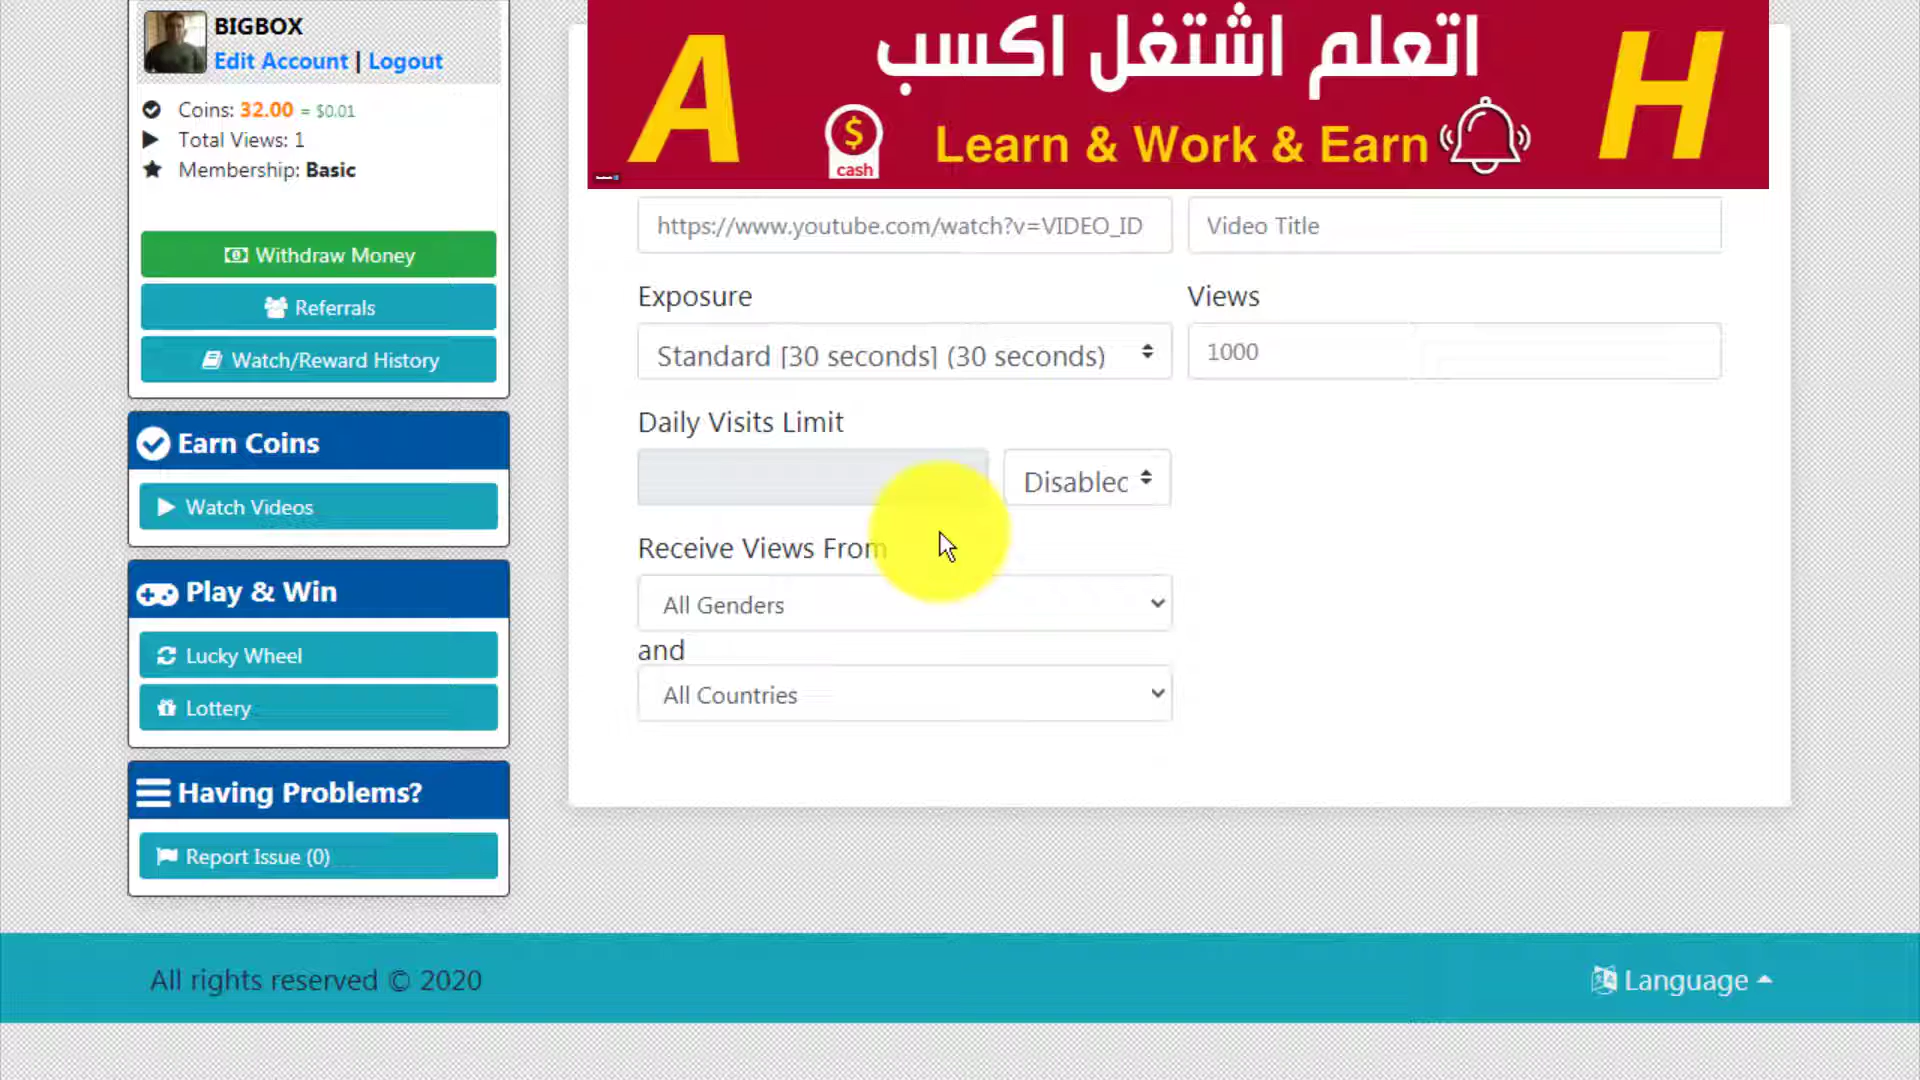 BIGBOX
Edit Account | Logout
Coins: 32.00 = $0.01
Total Views: 1
Membership: Basic
Withdraw Money
Referrals
Watch/Reward History
Earn Coins
Watch Videos
Play & Win
Lucky Wheel
Lottery
Having Problems?
Report Issue (0)
A
اتعلم اشتغل اكسب
$
cash
Learn & Work & Earn
H
https://www.youtube.com/watch?v=VIDEO_ID
Video Title
Exposure
Views
Standard [30 seconds] (30 seconds)
1000
Daily Visits Limit
Disabled
Receive Views From
All Genders
and
All Countries
All rights reserved © 2020
Language